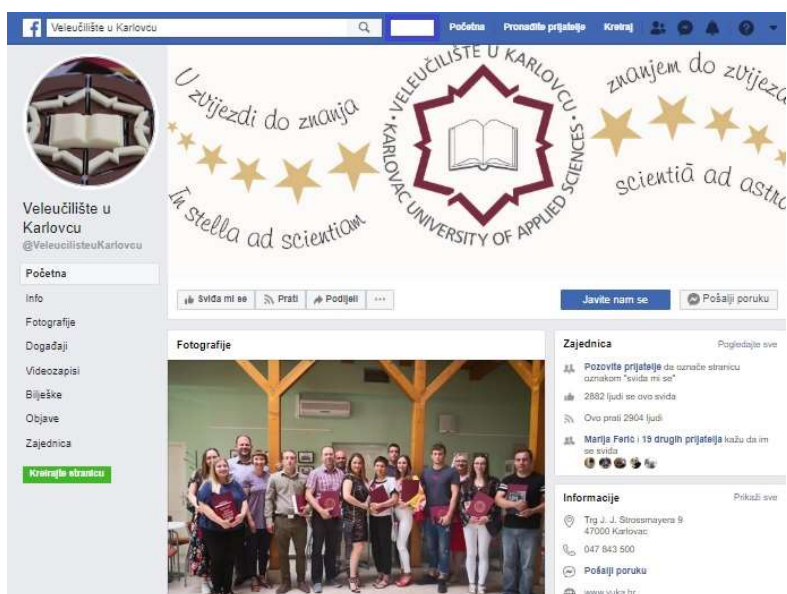 Veleučilište u Karlovcu
Početna Pronađite prijatelje Kreiraj
U zvijezdi do znanja
In stella ad scientiam
VELEUČILIŠTE U KARLOVCU • KARLOVAC UNIVERSITY OF APPLIED SCIENCES •
znanjem do zvijezda
scientiā ad astra
Veleučilište u
Karlovcu
@VeleucilisteuKarlovcu
Početna
Info
Fotografije
Događaji
Videozapisi
Bilješke
Objave
Zajednica
Kreirajte stranicu
Sviđa mi se Prati Podijeli ...
Javite nam se
Pošalji poruku
Fotografije
Zajednica Pogledajte sve
Pozovite prijatelje da označe stranicu
oznakom "sviđa mi se"
2882 ljudi se ovo sviđa
Ovo prati 2904 ljudi
Marija Ferić i 19 drugih prijatelja kažu da im
se sviđa
Informacije Prikaži sve
Trg J. J. Strossmayera 9
47000 Karlovac
047 843 500
Pošalji poruku
www.vuka.hr